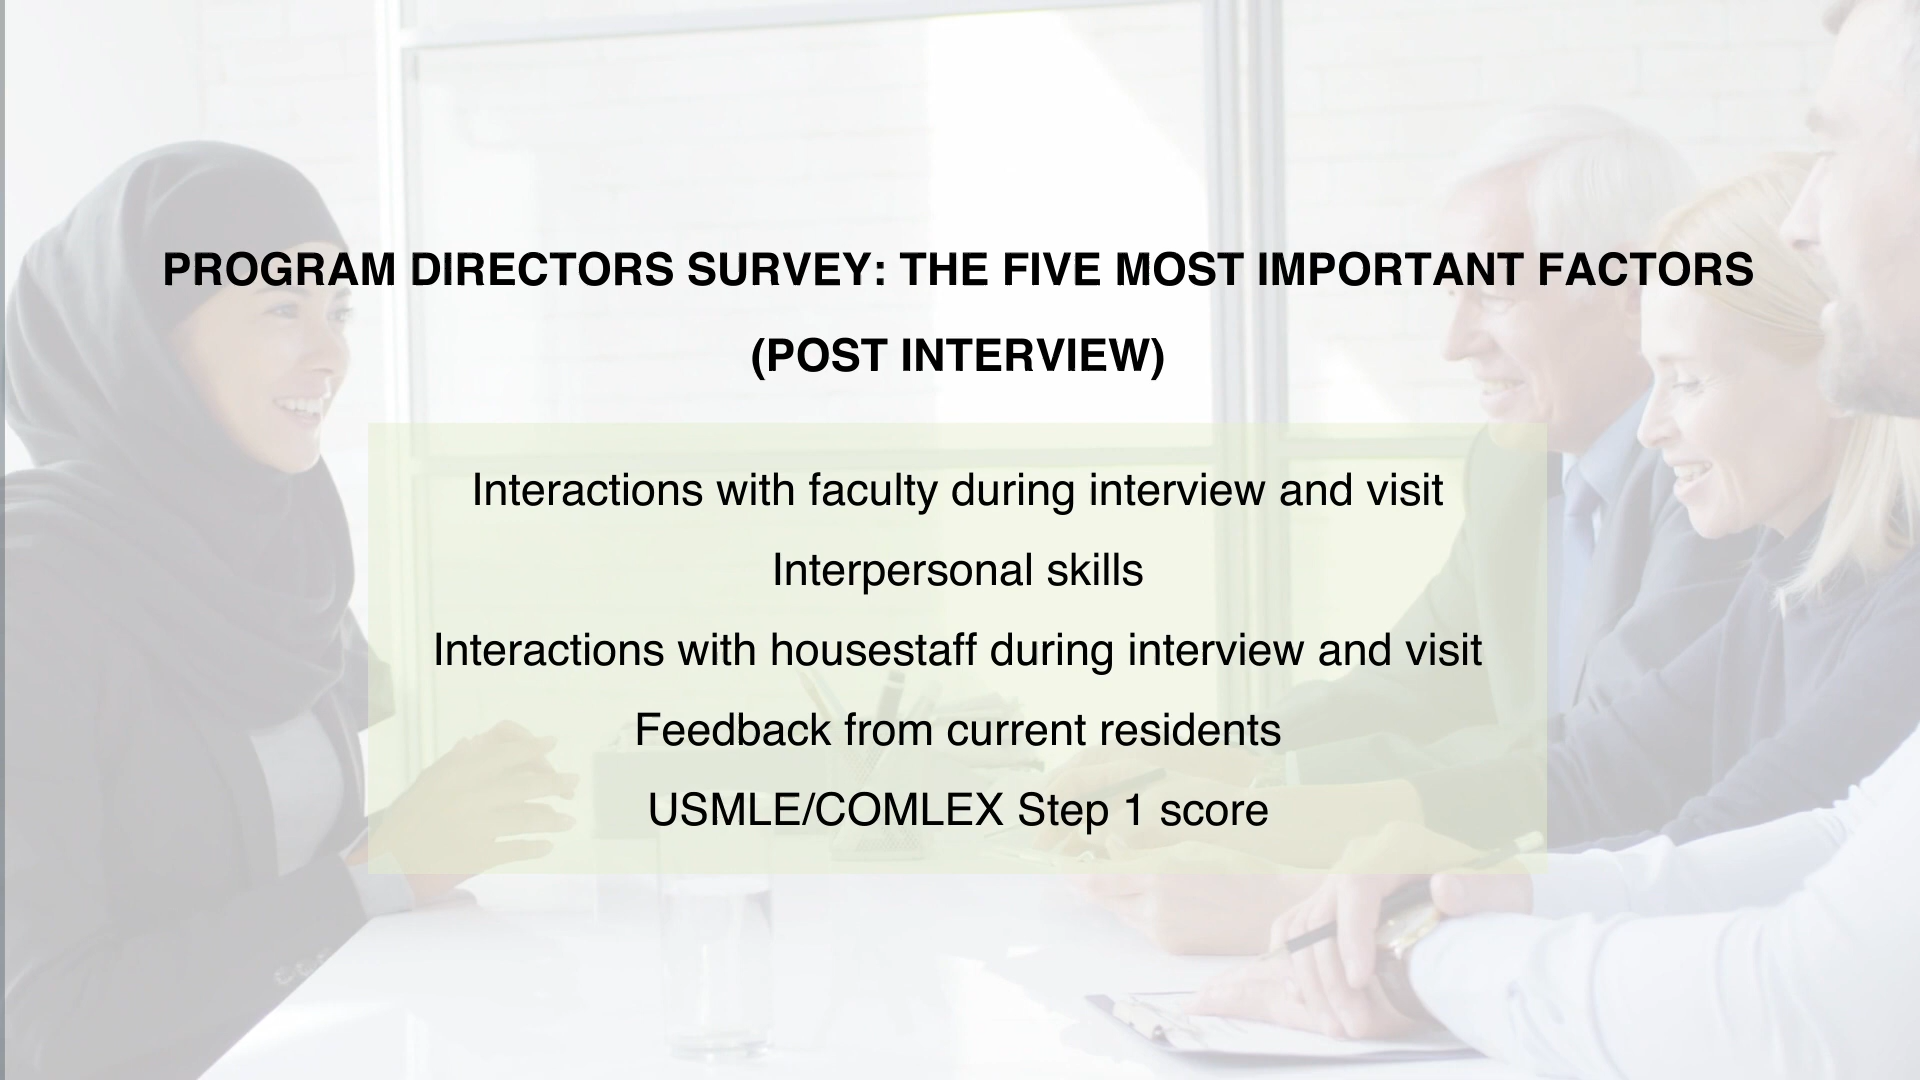 PROGRAM DIRECTORS SURVEY: THE FIVE MOST IMPORTANT FACTORS
(POST INTERVIEW)
Interactions with faculty during interview and visit
Interpersonal skills
Interactions with housestaff during interview and visit
Feedback from current residents
USMLE/COMLEX Step 1 score